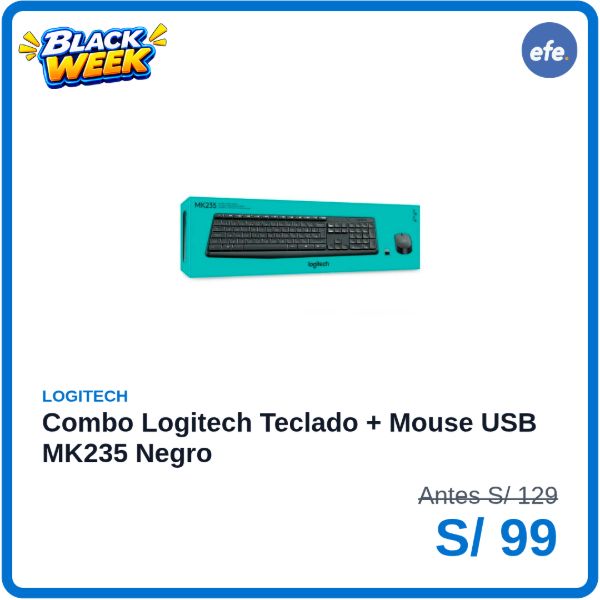 BLACK
WEEK
efe.
MK235
logitech
LOGITECH
Combo Logitech Teclado + Mouse USB
MK235 Negro
Antes S/ 129
S/ 99